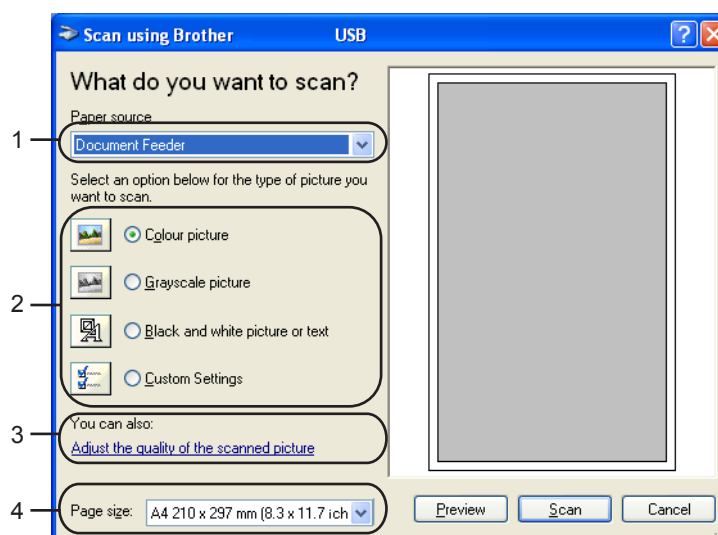 Scan using Brother USB
What do you want to scan?
Paper source
1
Document Feeder
Select an option below for the type of picture you
want to scan.
Colour picture
Grayscale picture
2
Black and white picture or text
Custom Settings
You can also:
3
Adjust the quality of the scanned picture
4
Page size: A4 210 x 297 mm (8.3 x 11.7 ich
Preview Scan Cancel